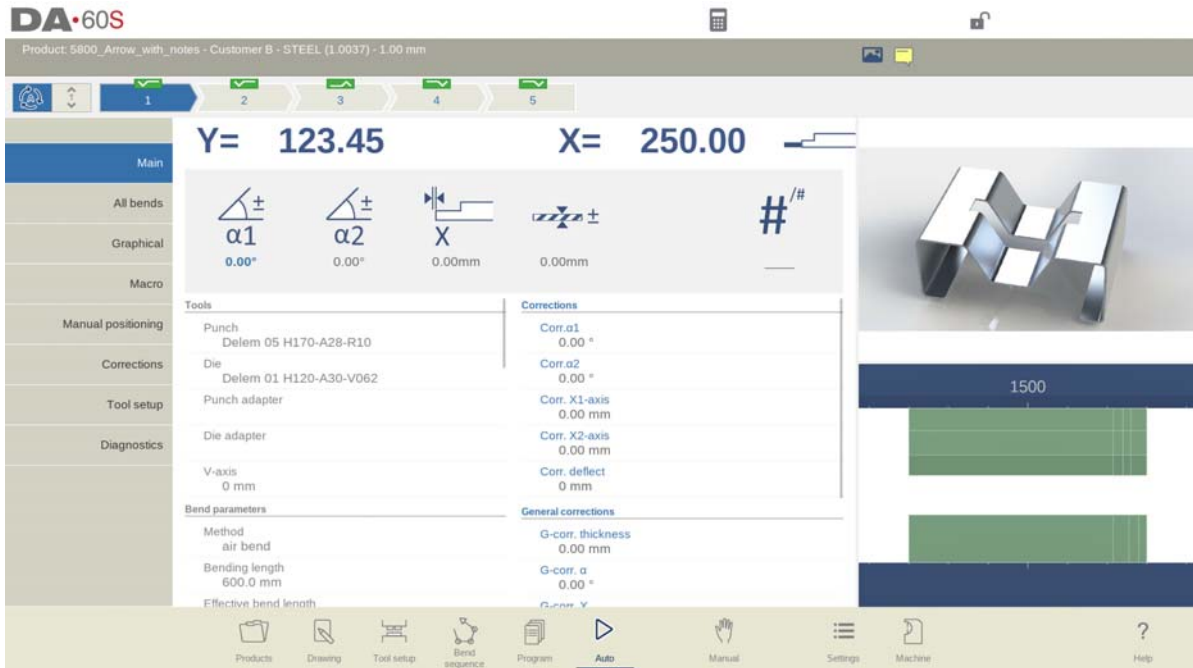 DA•60S
Product: 5800_Arrow_with_notes - Customer B - STEEL (1.0037) - 1.00 mm
1 2 3 4 5
Y= 123.45 X= 250.00
Main
All bends
Graphical
Macro
Manual positioning
Corrections
Tool setup
Diagnostics
± ± ± #/#
α1 α2 X
0.00° 0.00° 0.00mm 0.00mm
Tools
Punch
Delem 05 H170-A28-R10
Die
Delem 01 H120-A30-V062
Punch adapter
Die adapter
V-axis
0 mm
Bend parameters
Method
air bend
Bending length
600.0 mm
Effective bend length
Corrections
Corr.α1
0.00 °
Corr.α2
0.00 °
Corr. X1-axis
0.00 mm
Corr. X2-axis
0.00 mm
Corr. deflect
0 mm
General corrections
G-corr. thickness
0.00 mm
G-corr. α
0.00 °
G-corr. X
1500
Products
Drawing
Tool setup
Bend
sequence
Program
Auto
Manual
Settings
Machine
?
Help